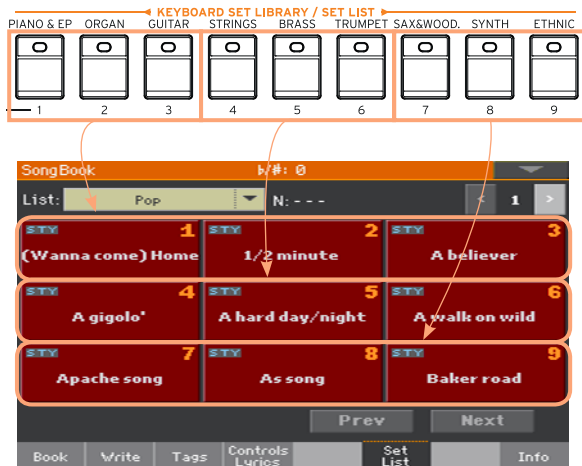 KEYBOARD SET LIBRARY / SET LIST
PIANO & EP ORGAN GUITAR STRINGS BRASS TRUMPET SAX&WOOD. SYNTH ETHNIC
1 2 3 4 5 6 7 8 9
SongBook b/#: 0
List: Pop N: - - - < 1 >
STY 1 STY 2 STY 3
(Wanna come) Home 1/2 minute A believer
STY 4 STY 5 STY 6
A gigolo' A hard day/night A walk on wild
STY 7 STY 8 STY 9
Apache song As song Baker road
Prev Next
Book Write Tags Controls Lyrics Set List Info